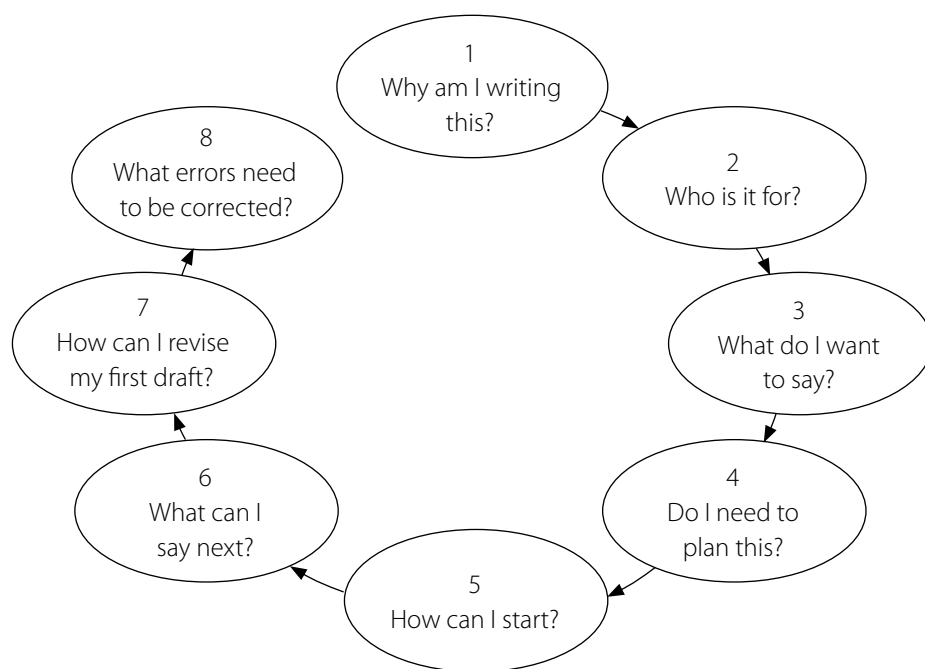 1
Why am I writing
this?
2
Who is it for?
3
What do I want
to say?
4
Do I need to
plan this?
5
How can I start?
6
What can I
say next?
7
How can I revise
my first draft?
8
What errors need
to be corrected?